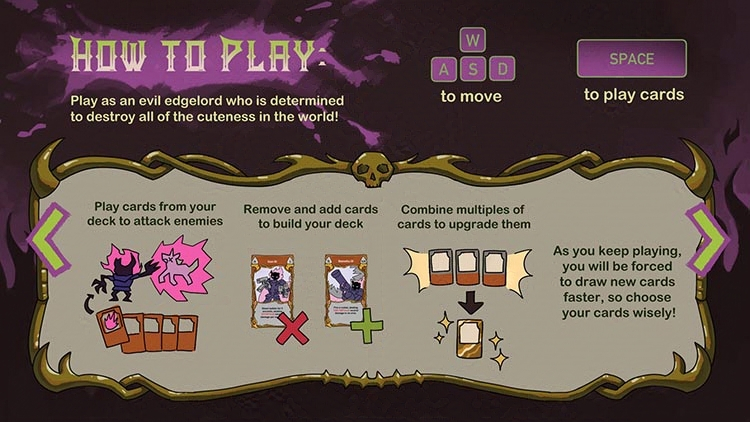 HOW TO PLAY:
Play as an evil edgelord who is determined
to destroy all of the cuteness in the world!
W
A S D
to move
SPACE
to play cards
Play cards from your
deck to attack enemies
Remove and add cards
to build your deck
Combine multiples of
cards to upgrade them
As you keep playing,
you will be forced
to draw new cards
faster, so choose
your cards wisely!